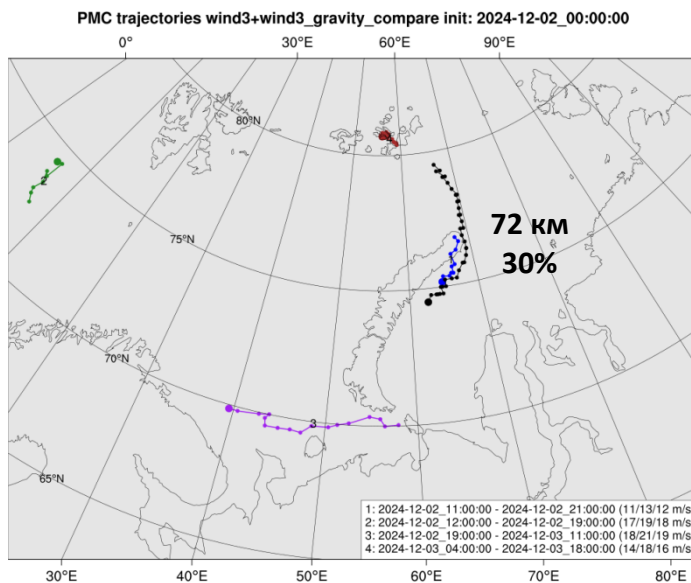 PMC trajectories wind3+wind3_gravity_compare init: 2024-12-02_00:00:00
0° 30°E 60°E 90°E
80°N
2
72 км
75°N
30%
70°N
3
65°N
1: 2024-12-02_11:00:00 - 2024-12-02_21:00:00 (11/13/12 m/s
2: 2024-12-02_12:00:00 - 2024-12-02_19:00:00 (17/19/18 m/s
3: 2024-12-02_19:00:00 - 2024-12-03_11:00:00 (18/21/19 m/s
4: 2024-12-03_04:00:00 - 2024-12-03_18:00:00 (14/18/16 m/s
30°E 40°E 50°E 60°E 70°E 80°E